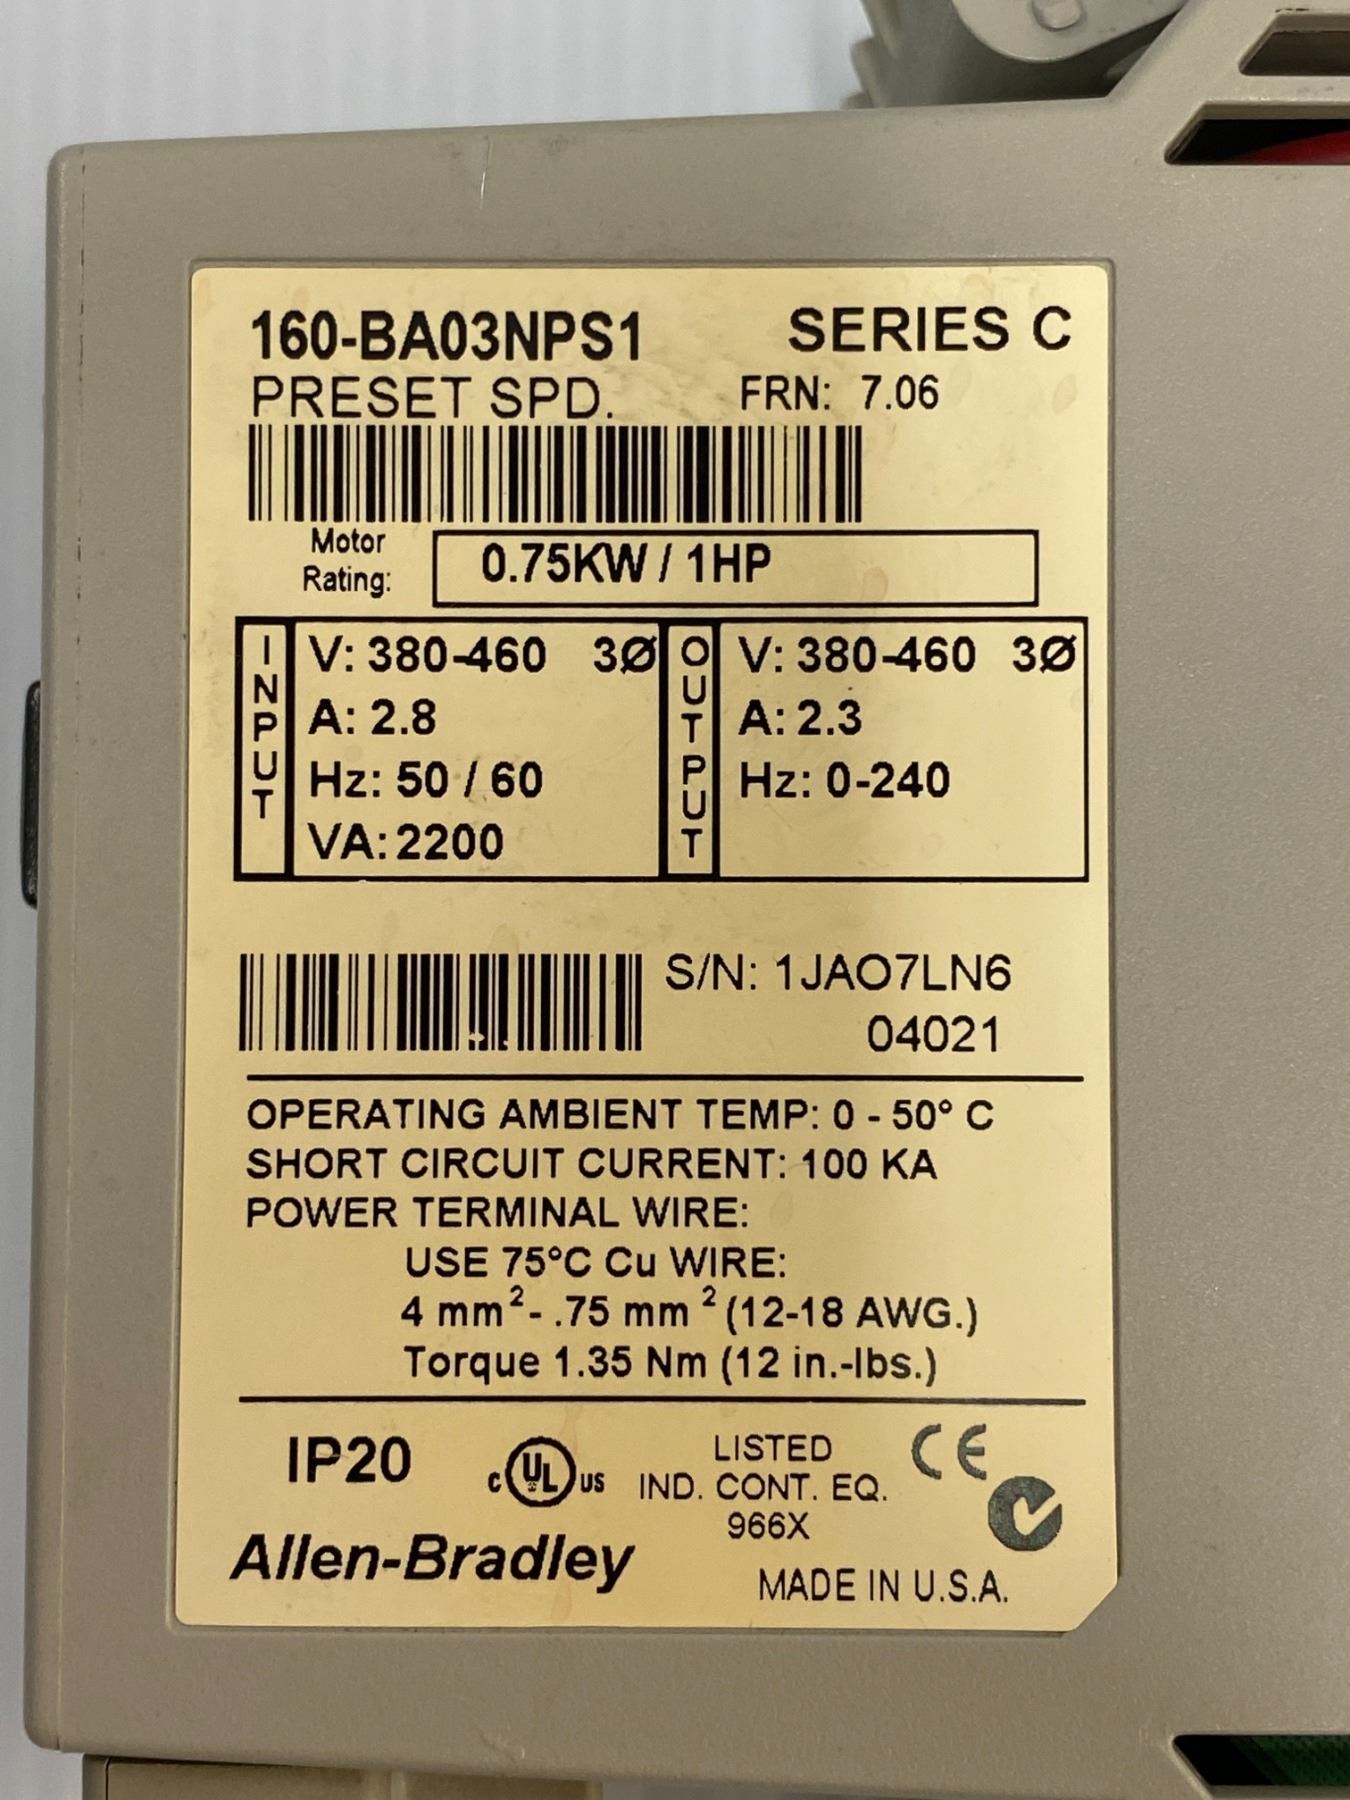 160-BA03NPS1 SERIES C
PRESET SPD. FRN: 7.06
Motor Rating: 0.75KW / 1HP
INPUT
V: 380-460 3Ø
A: 2.8
Hz: 50 / 60
VA: 2200
OUTPUT
V: 380-460 3Ø
A: 2.3
Hz: 0-240
S/N: 1JAO7LN6
04021
OPERATING AMBIENT TEMP: 0 - 50° C
SHORT CIRCUIT CURRENT: 100 KA
POWER TERMINAL WIRE:
USE 75°C Cu WIRE:
4 mm²- .75 mm ² (12-18 AWG.)
Torque 1.35 Nm (12 in.-lbs.)
IP20
C UL US
LISTED
IND. CONT. EQ.
966X
CE
Allen-Bradley
MADE IN U.S.A.